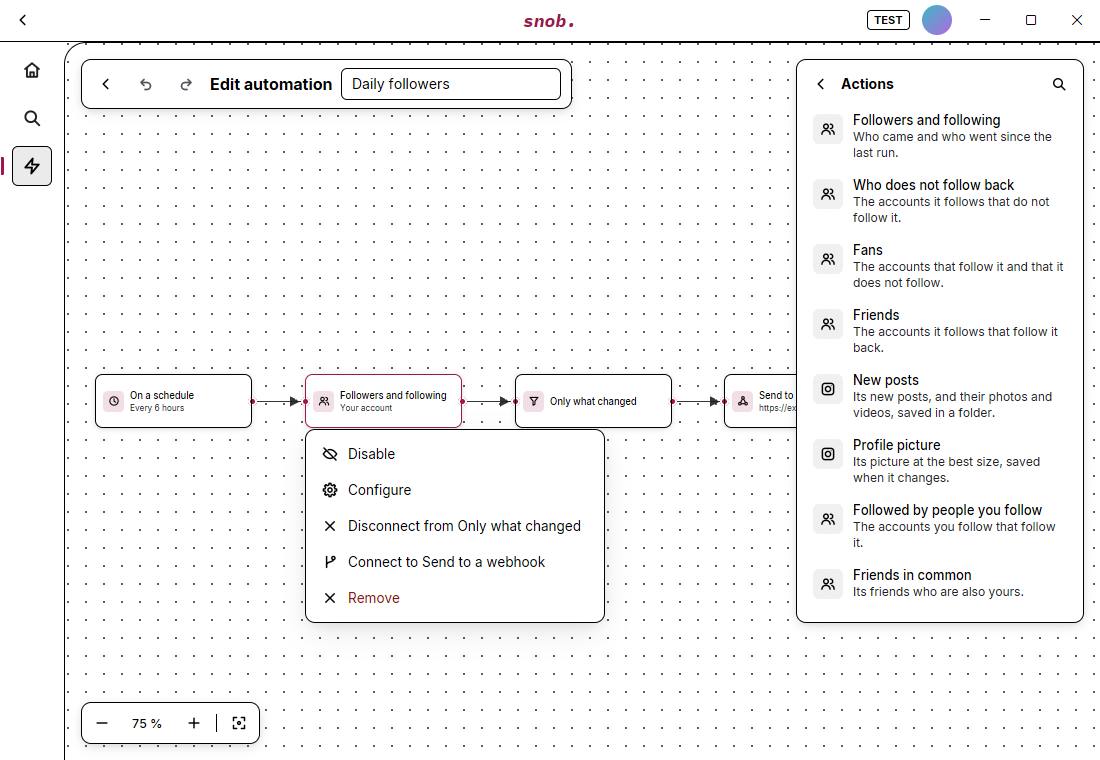 snob.
TEST
Edit automation
Daily followers
Actions
Followers and following
Who came and who went since the
last run.
Who does not follow back
The accounts it follows that do not
follow it.
Fans
The accounts that follow it and that it
does not follow.
Friends
The accounts it follows that follow it
back.
New posts
Its new posts, and their photos and
videos, saved in a folder.
Profile picture
Its picture at the best size, saved
when it changes.
Followed by people you follow
The accounts you follow that follow
it.
Friends in common
Its friends who are also yours.
On a schedule
Every 6 hours
Followers and following
Your account
Only what changed
Send to
https://ex
Disable
Configure
Disconnect from Only what changed
Connect to Send to a webhook
Remove
75 %